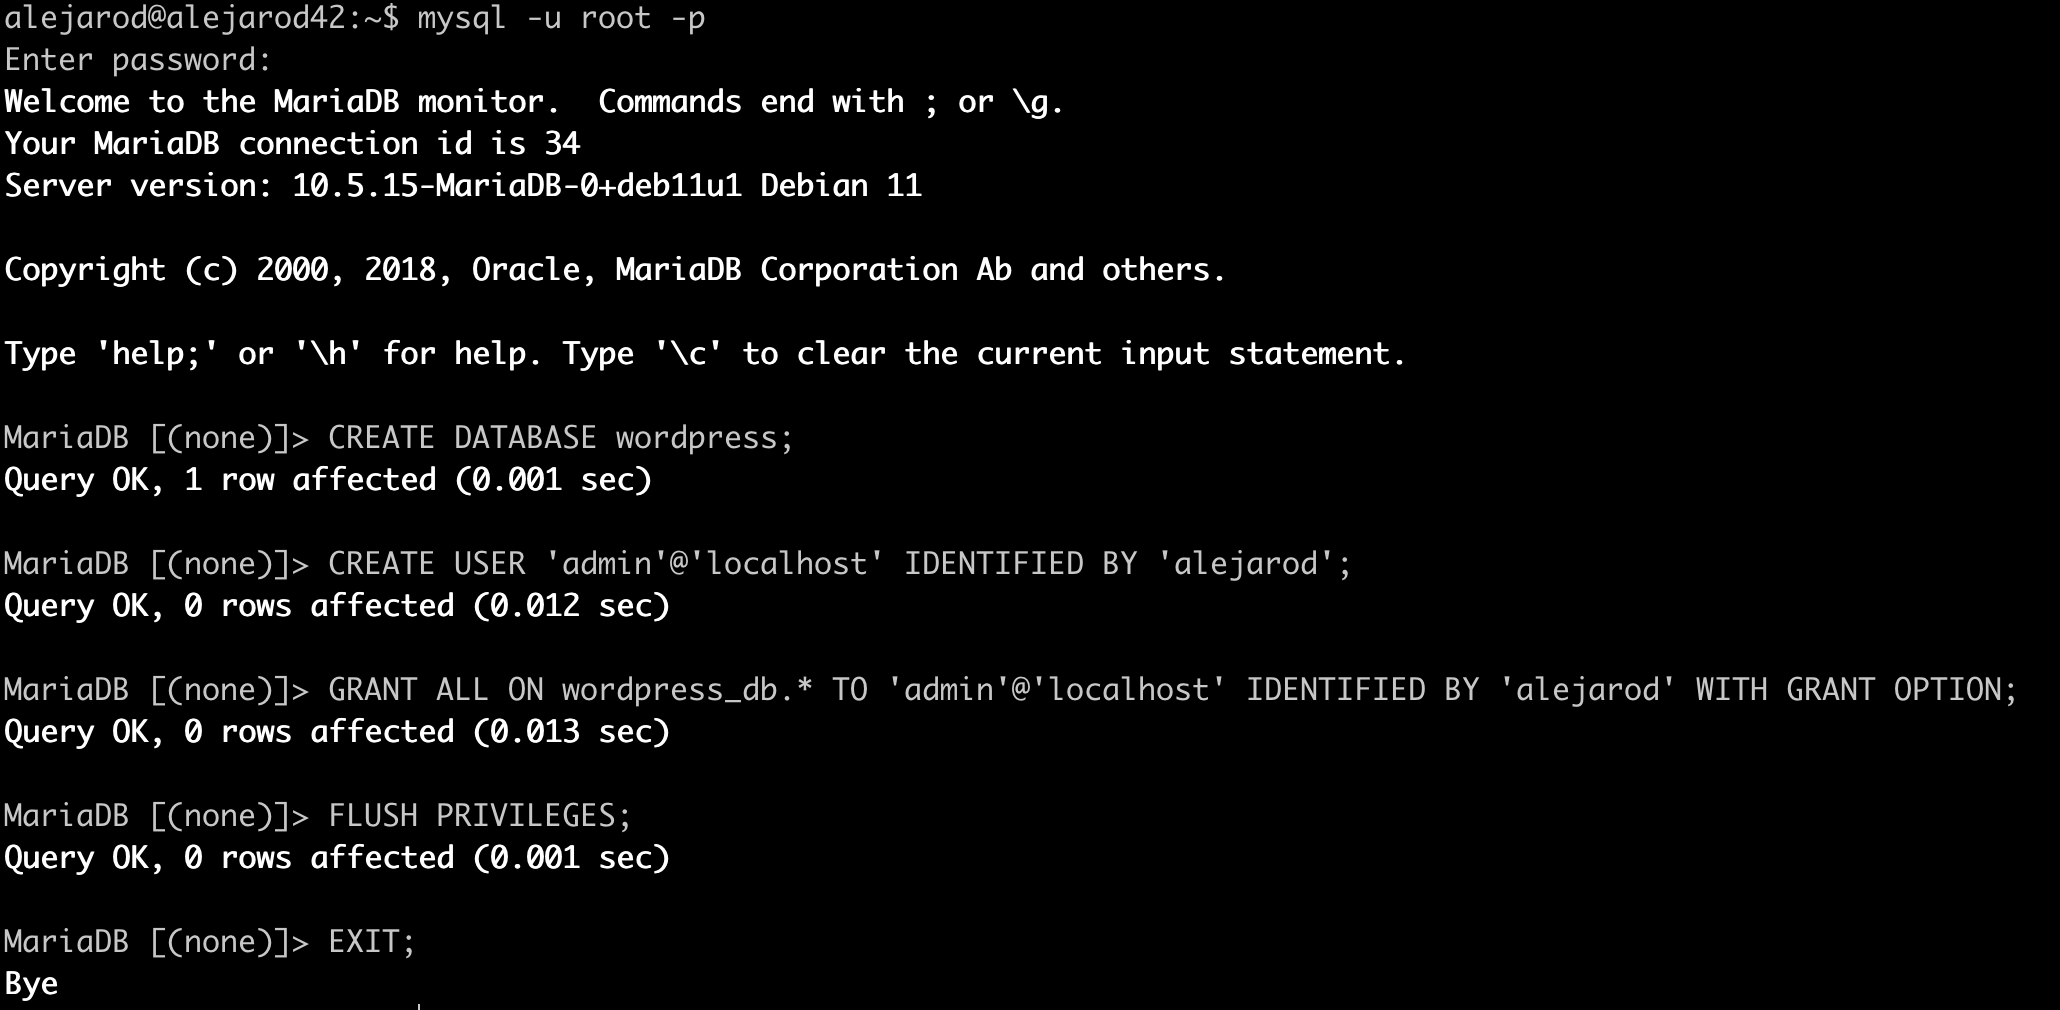 alejarod@alejarod42:~$ mysql -u root -p
Enter password:
Welcome to the MariaDB monitor.  Commands end with ; or \g.
Your MariaDB connection id is 34
Server version: 10.5.15-MariaDB-0+deb11u1 Debian 11
Copyright (c) 2000, 2018, Oracle, MariaDB Corporation Ab and others.
Type 'help;' or '\h' for help. Type '\c' to clear the current input statement.
MariaDB [(none)]> CREATE DATABASE wordpress;
Query OK, 1 row affected (0.001 sec)
MariaDB [(none)]> CREATE USER 'admin'@'localhost' IDENTIFIED BY 'alejarod';
Query OK, 0 rows affected (0.012 sec)
MariaDB [(none)]> GRANT ALL ON wordpress_db.* TO 'admin'@'localhost' IDENTIFIED BY 'alejarod' WITH GRANT OPTION;
Query OK, 0 rows affected (0.013 sec)
MariaDB [(none)]> FLUSH PRIVILEGES;
Query OK, 0 rows affected (0.001 sec)
MariaDB [(none)]> EXIT;
Bye